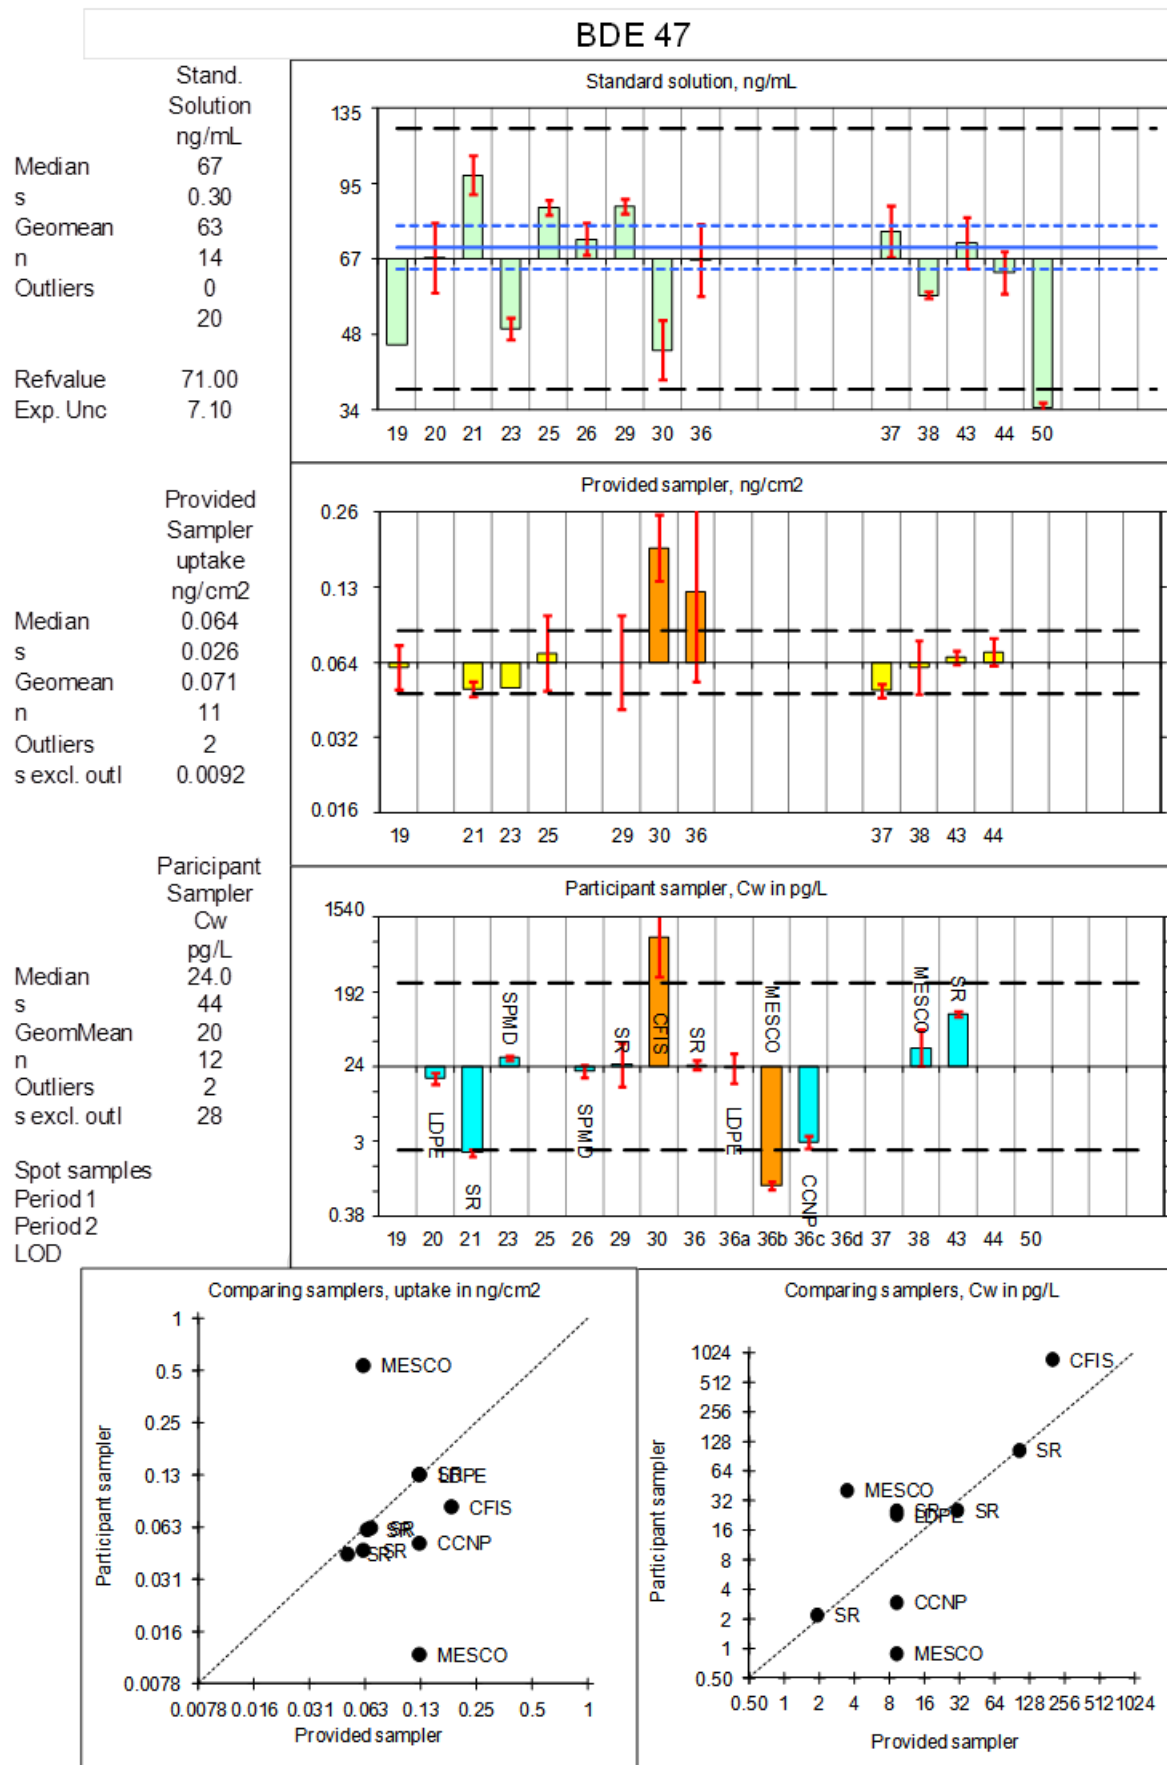 BDE 47
Stand.
Solution
ng/mL
Median 67
s 0.30
Geomean 63
n 14
Outliers 0
20
Refvalue 71.00
Exp. Unc 7.10
Standard solution, ng/mL
135
95
67
48
34
19 20 21 23 25 26 29 30 36 37 38 43 44 50
Provided
Sampler
uptake
ng/cm2
Median 0.064
s 0.026
Geomean 0.071
n 11
Outliers 2
s excl. outl 0.0092
Provided sampler, ng/cm2
0.26
0.13
0.064
0.032
0.016
19 21 23 25 29 30 36 37 38 43 44
Paricipant
Sampler
Cw
pg/L
Median 24.0
s 44
GeomMean 20
n 12
Outliers 2
s excl. outl 28
Spot samples
Period 1
Period 2
LOD
Participant sampler, Cw in pg/L
1540
192
24
3
0.38
LDPE
SR
SPMD
SPMD
SR
CFIS
SR
LDPE
MESCO
CCNP
MESCO
SR
19 20 21 23 25 26 29 30 36 36a 36b 36c 36d 37 38 43 44 50
Comparing samplers, uptake in ng/cm2
1
0.5
0.25
0.13
0.063
0.031
0.016
0.0078
Participant sampler
MESCO
SR
LDPE
CFIS
SR
SR
CCNP
SR
SR
MESCO
0.0078 0.016 0.031 0.063 0.13 0.25 0.5 1
Provided sampler
Comparing samplers, Cw in pg/L
1024
512
256
128
64
32
16
8
4
2
1
0.50
Participant sampler
CFIS
SR
MESCO
SR
LDPE
SR
CCNP
SR
MESCO
0.50 1 2 4 8 16 32 64 128 256 512 1024
Provided sampler